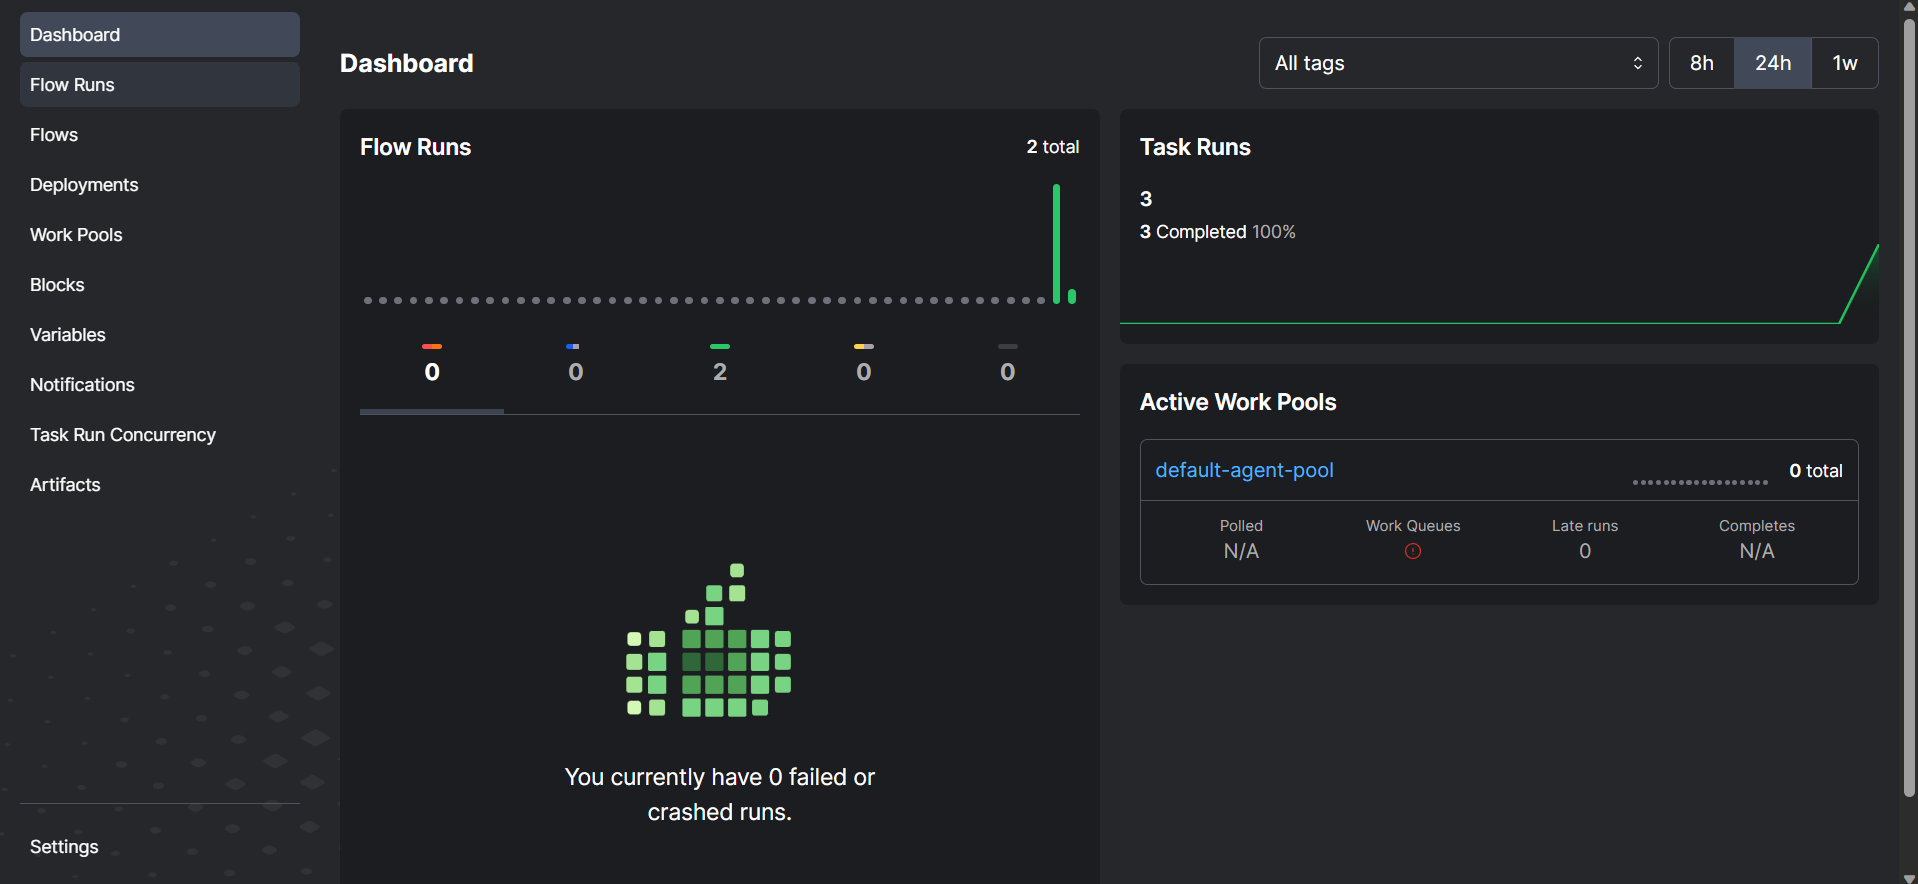 Dashboard
Flow Runs
Flows
Deployments
Work Pools
Blocks
Variables
Notifications
Task Run Concurrency
Artifacts
Settings
Dashboard
All tags
8h 24h 1w
Flow Runs
2 total
0 0 2 0 0
You currently have 0 failed or
crashed runs.
Task Runs
3
3 Completed 100%
Active Work Pools
default-agent-pool
0 total
Polled Work Queues Late runs Completes
N/A 0 N/A